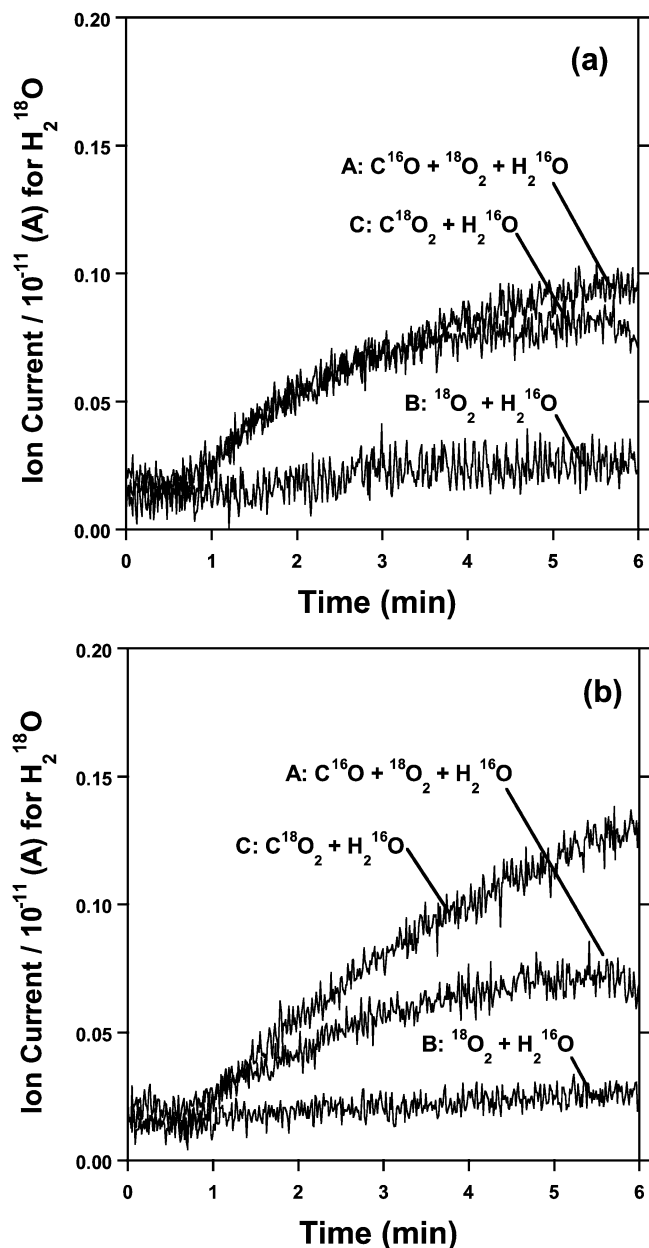 0.20
(a)
Ion Current / 10⁻¹¹ (A) for H₂¹⁸O
0.15
A: C¹⁶O + ¹⁸O₂ + H₂¹⁶O
C: C¹⁸O₂ + H₂¹⁶O
0.10
B: ¹⁸O₂ + H₂¹⁶O
0.05
0.00
0 1 2 3 4 5 6
Time (min)
0.20
(b)
Ion Current / 10⁻¹¹ (A) for H₂¹⁸O
0.15
A: C¹⁶O + ¹⁸O₂ + H₂¹⁶O
C: C¹⁸O₂ + H₂¹⁶O
0.10
0.05
B: ¹⁸O₂ + H₂¹⁶O
0.00
0 1 2 3 4 5 6
Time (min)